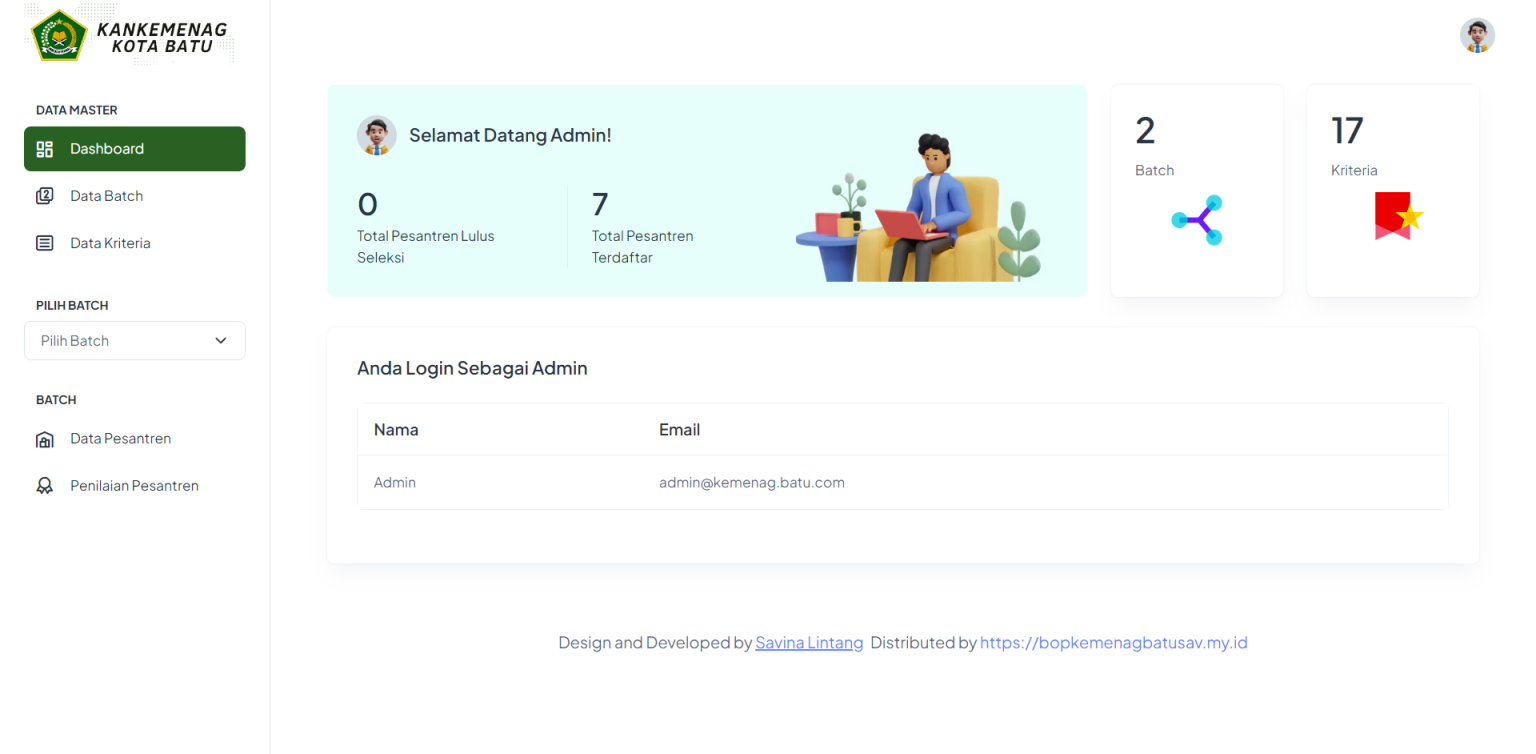 KANKEMENAG
KOTA BATU
DATA MASTER
Dashboard
Data Batch
Data Kriteria
PILIH BATCH
Pilih Batch
BATCH
Data Pesantren
Penilaian Pesantren
Selamat Datang Admin!
0
Total Pesantren Lulus
Seleksi
7
Total Pesantren
Terdaftar
2
Batch
17
Kriteria
Anda Login Sebagai Admin
Nama Email
Admin admin@kemenag.batu.com
Design and Developed by Savina Lintang Distributed by https://bopkemenagbatusav.my.id